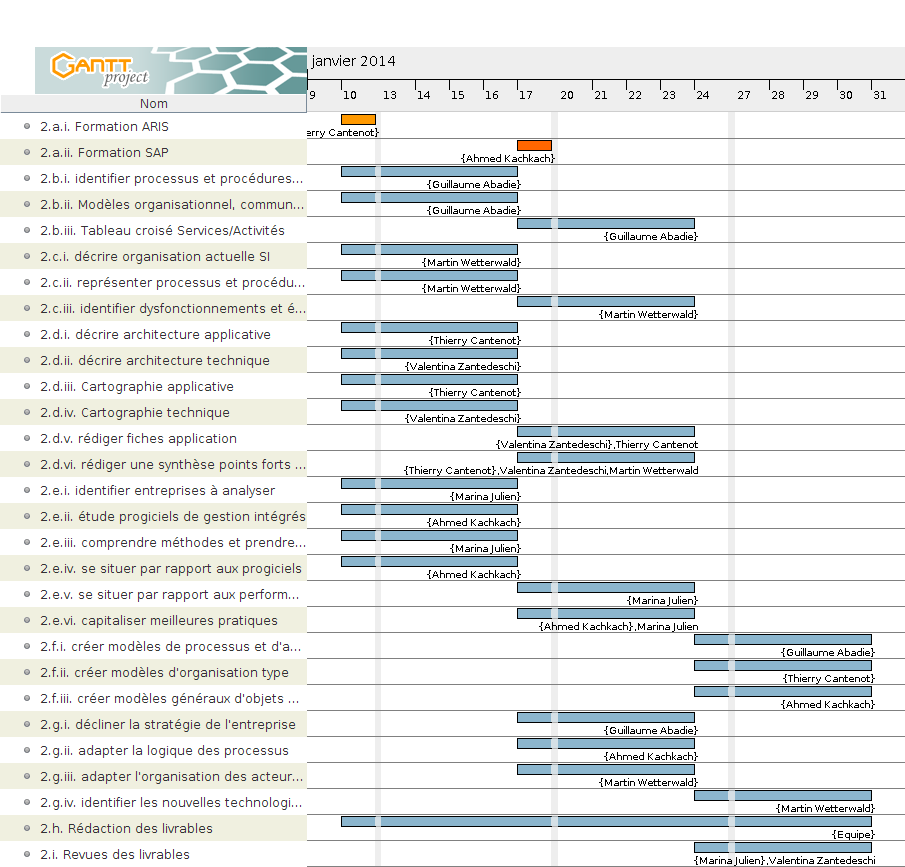 GANTT project
janvier 2014
Nom
9 10 13 14 15 16 17 20 21 22 23 24 27 28 29 30 31
2.a.i. Formation ARIS
erry Cantenot}
2.a.ii. Formation SAP
{Ahmed Kachkach}
2.b.i. identifier processus et procédures...
{Guillaume Abadie}
2.b.ii. Modèles organisationnel, commun...
{Guillaume Abadie}
2.b.iii. Tableau croisé Services/Activités
{Guillaume Abadie}
2.c.i. décrire organisation actuelle SI
{Martin Wetterwald}
2.c.ii. représenter processus et procédu...
{Martin Wetterwald}
2.c.iii. identifier dysfonctionnements et é...
{Martin Wetterwald}
2.d.i. décrire architecture applicative
{Thierry Cantenot}
2.d.ii. décrire architecture technique
{Valentina Zantedeschi}
2.d.iii. Cartographie applicative
{Thierry Cantenot}
2.d.iv. Cartographie technique
{Valentina Zantedeschi}
2.d.v. rédiger fiches application
{Valentina Zantedeschi},Thierry Cantenot
2.d.vi. rédiger une synthèse points forts ...
{Thierry Cantenot},Valentina Zantedeschi,Martin Wetterwald
2.e.i. identifier entreprises à analyser
{Marina Julien}
2.e.ii. étude progiciels de gestion intégrés
{Ahmed Kachkach}
2.e.iii. comprendre méthodes et prendre...
{Marina Julien}
2.e.iv. se situer par rapport aux progiciels
{Ahmed Kachkach}
2.e.v. se situer par rapport aux perform...
{Marina Julien}
2.e.vi. capitaliser meilleures pratiques
{Ahmed Kachkach},Marina Julien
2.f.i. créer modèles de processus et d'a...
{Guillaume Abadie}
2.f.ii. créer modèles d'organisation type
{Thierry Cantenot}
2.f.iii. créer modèles généraux d'objets ...
{Ahmed Kachkach}
2.g.i. décliner la stratégie de l'entreprise
{Guillaume Abadie}
2.g.ii. adapter la logique des processus
{Ahmed Kachkach}
2.g.iii. adapter l'organisation des acteur...
{Martin Wetterwald}
2.g.iv. identifier les nouvelles technologi...
{Martin Wetterwald}
2.h. Rédaction des livrables
{Equipe}
2.i. Revues des livrables
{Marina Julien},Valentina Zantedeschi